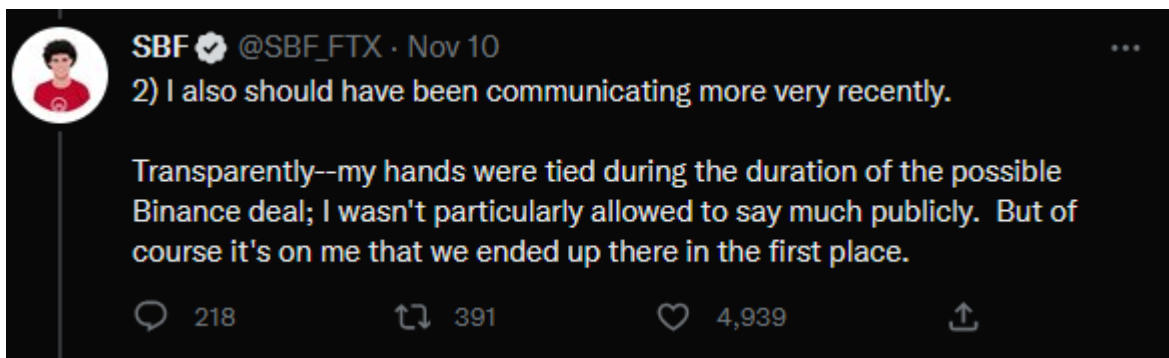 SBF @SBF_FTX · Nov 10
2) I also should have been communicating more very recently.
Transparently--my hands were tied during the duration of the possible
Binance deal; I wasn't particularly allowed to say much publicly.  But of
course it's on me that we ended up there in the first place.
218 391 4,939